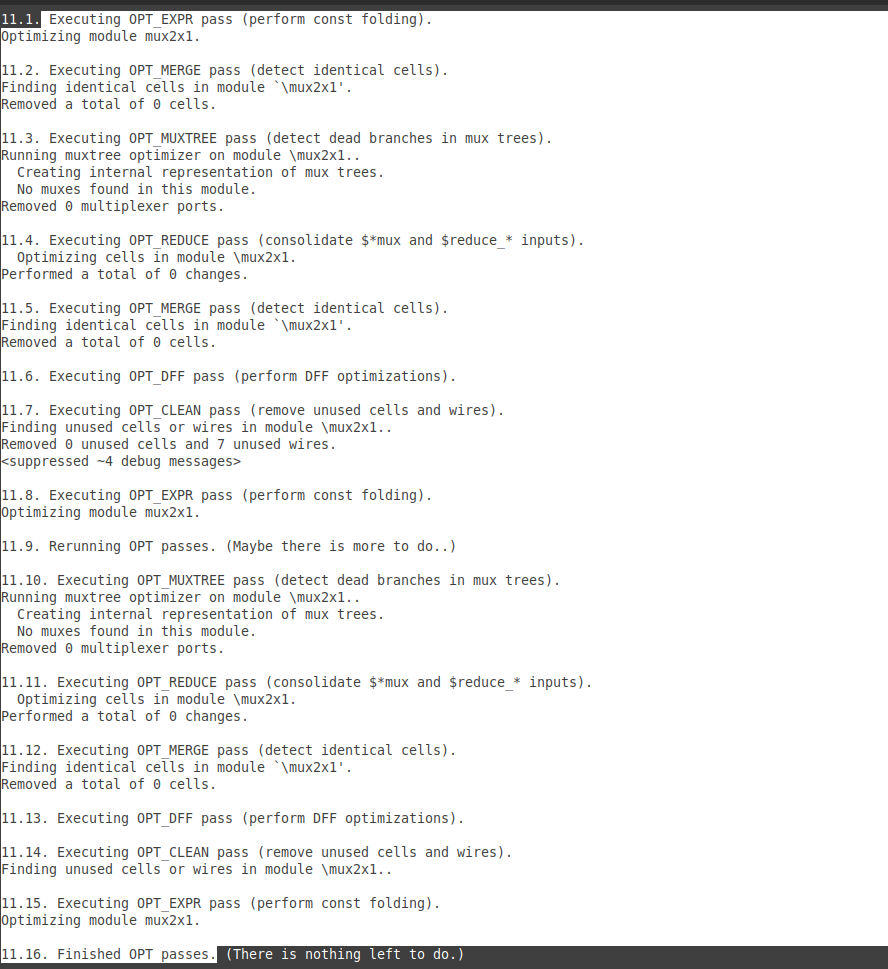 11.1. Executing OPT_EXPR pass (perform const folding).
Optimizing module mux2x1.
11.2. Executing OPT_MERGE pass (detect identical cells).
Finding identical cells in module `\mux2x1'.
Removed a total of 0 cells.
11.3. Executing OPT_MUXTREE pass (detect dead branches in mux trees).
Running muxtree optimizer on module \mux2x1..
  Creating internal representation of mux trees.
  No muxes found in this module.
Removed 0 multiplexer ports.
11.4. Executing OPT_REDUCE pass (consolidate $*mux and $reduce_* inputs).
  Optimizing cells in module \mux2x1.
Performed a total of 0 changes.
11.5. Executing OPT_MERGE pass (detect identical cells).
Finding identical cells in module `\mux2x1'.
Removed a total of 0 cells.
11.6. Executing OPT_DFF pass (perform DFF optimizations).
11.7. Executing OPT_CLEAN pass (remove unused cells and wires).
Finding unused cells or wires in module \mux2x1..
Removed 0 unused cells and 7 unused wires.
<suppressed ~4 debug messages>
11.8. Executing OPT_EXPR pass (perform const folding).
Optimizing module mux2x1.
11.9. Rerunning OPT passes. (Maybe there is more to do..)
11.10. Executing OPT_MUXTREE pass (detect dead branches in mux trees).
Running muxtree optimizer on module \mux2x1..
  Creating internal representation of mux trees.
  No muxes found in this module.
Removed 0 multiplexer ports.
11.11. Executing OPT_REDUCE pass (consolidate $*mux and $reduce_* inputs).
  Optimizing cells in module \mux2x1.
Performed a total of 0 changes.
11.12. Executing OPT_MERGE pass (detect identical cells).
Finding identical cells in module `\mux2x1'.
Removed a total of 0 cells.
11.13. Executing OPT_DFF pass (perform DFF optimizations).
11.14. Executing OPT_CLEAN pass (remove unused cells and wires).
Finding unused cells or wires in module \mux2x1..
11.15. Executing OPT_EXPR pass (perform const folding).
Optimizing module mux2x1.
11.16. Finished OPT passes. (There is nothing left to do.)